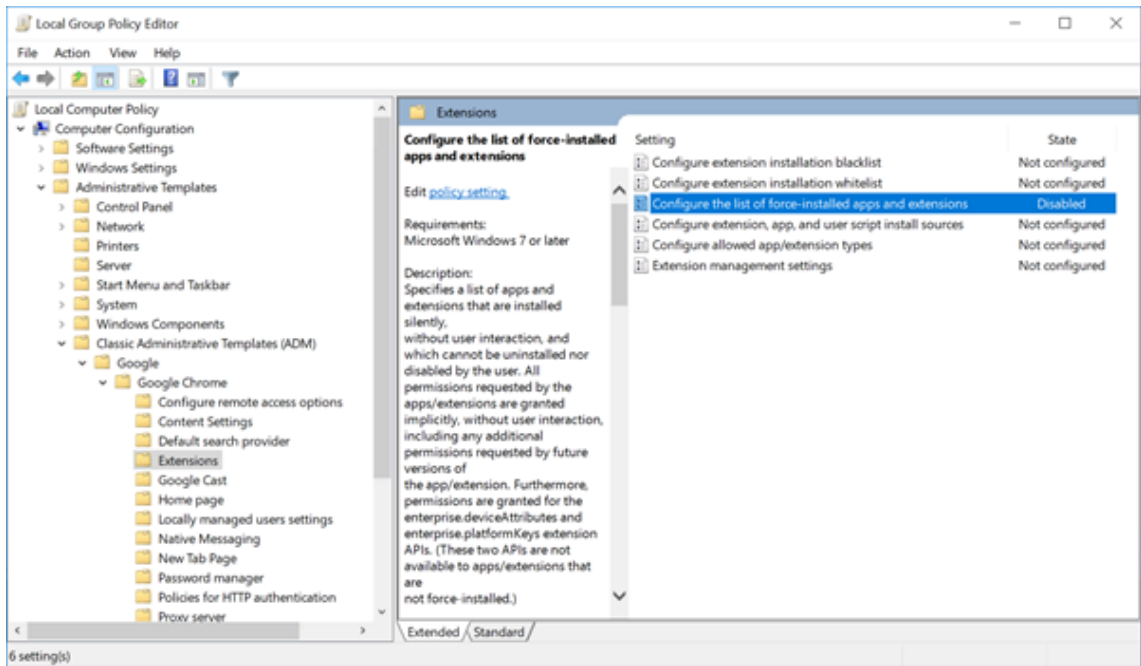 Local Group Policy Editor
File Action View Help
Local Computer Policy
Computer Configuration
Software Settings
Windows Settings
Administrative Templates
Control Panel
Network
Printers
Server
Start Menu and Taskbar
System
Windows Components
Classic Administrative Templates (ADM)
Google
Google Chrome
Configure remote access options
Content Settings
Default search provider
Extensions
Google Cast
Home page
Locally managed users settings
Native Messaging
New Tab Page
Password manager
Policies for HTTP authentication
Proxy server
Extensions
Configure the list of force-installed
apps and extensions
Edit policy setting.
Requirements:
Microsoft Windows 7 or later
Description:
Specifies a list of apps and
extensions that are installed
silently,
without user interaction, and
which cannot be uninstalled nor
disabled by the user. All
permissions requested by the
apps/extensions are granted
implicitly, without user interaction,
including any additional
permissions requested by future
versions of
the app/extension. Furthermore,
permissions are granted for the
enterprise.deviceAttributes and
enterprise.platformKeys extension
APIs. (These two APIs are not
available to apps/extensions that
are
not force-installed.)
Setting State
Configure extension installation blacklist Not configured
Configure extension installation whitelist Not configured
Configure the list of force-installed apps and extensions Disabled
Configure extension, app, and user script install sources Not configured
Configure allowed app/extension types Not configured
Extension management settings Not configured
Extended Standard
6 setting(s)